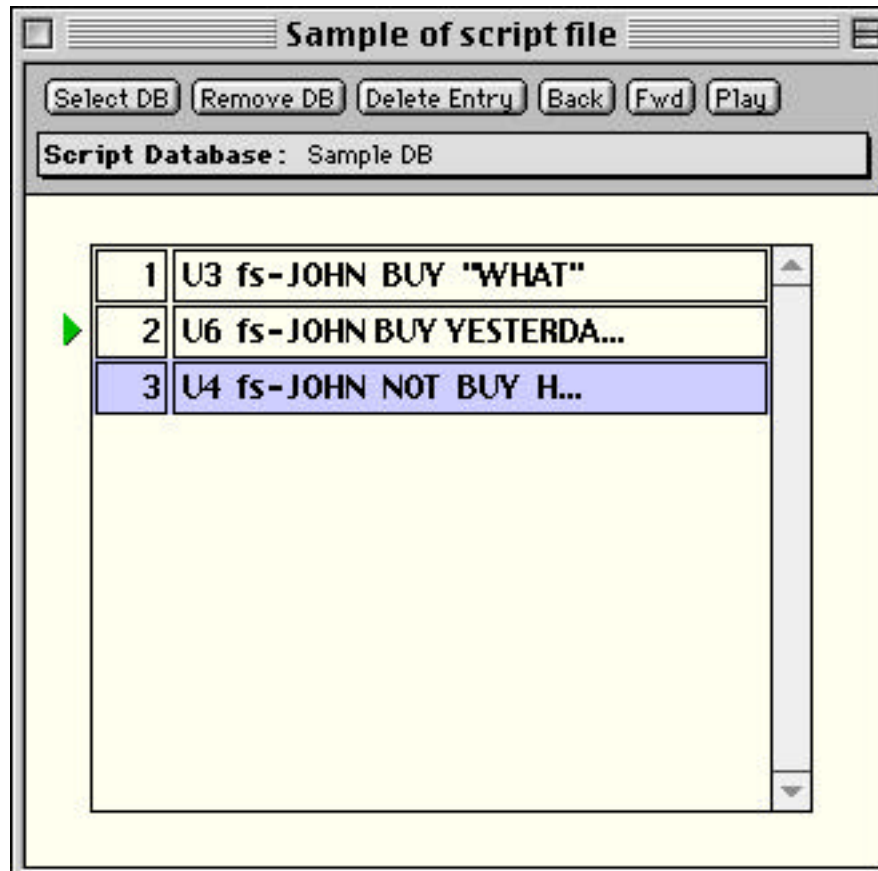 Sample of script file
Select DB Remove DB Delete Entry Back Fwd Play
Script Database: Sample DB
1 U3 fs-JOHN BUY "WHAT"
2 U6 fs-JOHN BUY YESTERDA...
3 U4 fs-JOHN NOT BUY H...